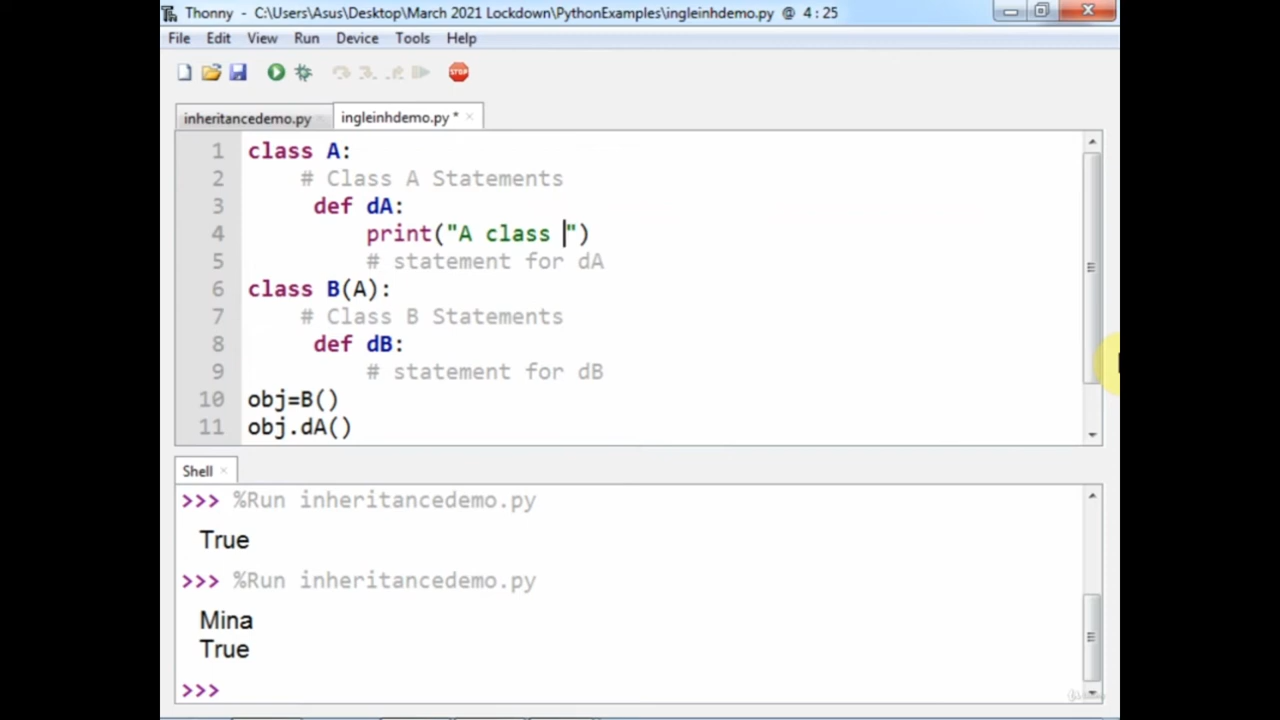 Thonny - C:\Users\Asus\Desktop\March 2021 Lockdown\PythonExamples\ingleinhdemo.py @ 4 : 25
File Edit View Run Device Tools Help
STOP
inheritancedemo.py × ingleinhdemo.py * ×
1 class A:
2 # Class A Statements
3 def dA:
4 print("A class ")
5 # statement for dA
6 class B(A):
7 # Class B Statements
8 def dB:
9 # statement for dB
10 obj=B()
11 obj.dA()
Shell ×
>>> %Run inheritancedemo.py
True
>>> %Run inheritancedemo.py
Mina
True
>>>